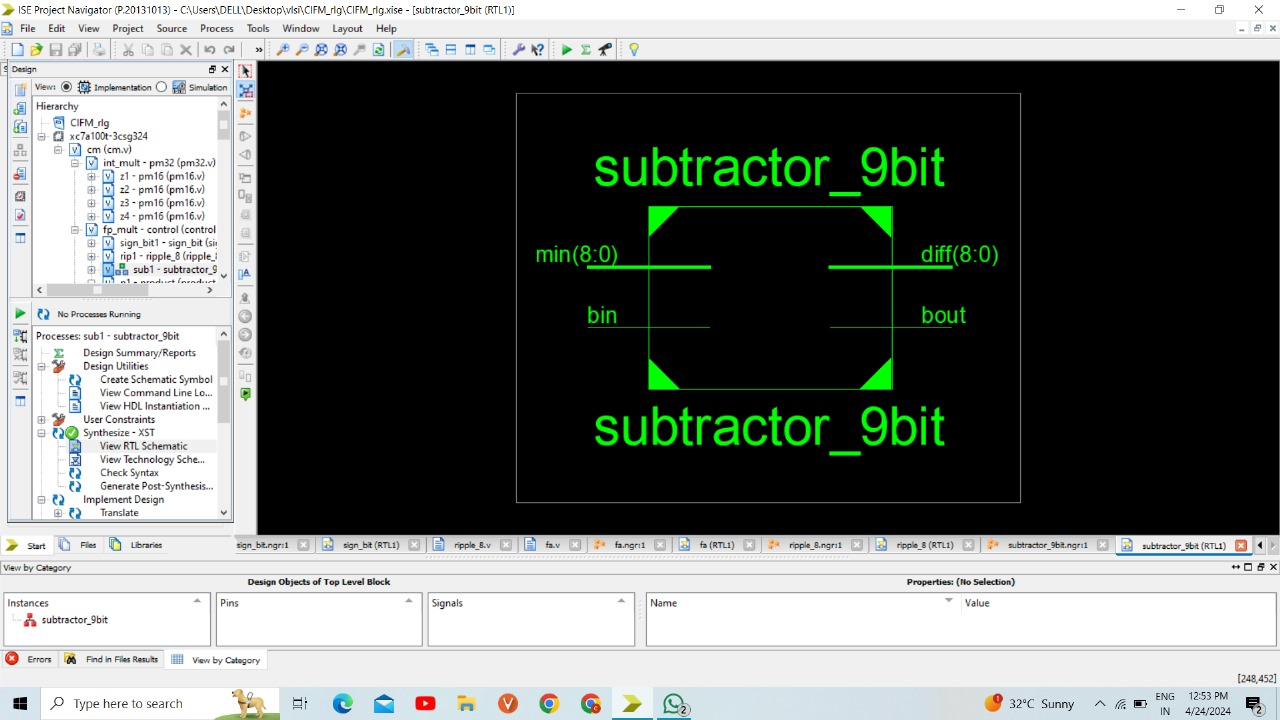 ISE Project Navigator (P.20131013) - C:\Users\DELL\Desktop\vlsi\CIFM_rlg\CIFM_rlg.xise - [subtractor_9bit (RTL1)]
File Edit View Project Source Process Tools Window Layout Help
»
Design
View: Implementation Simulation
Hierarchy
CIFM_rlg
xc7a100t-3csg324
cm (cm.v)
int_mult - pm32 (pm32.v)
z1 - pm16 (pm16.v)
z2 - pm16 (pm16.v)
z3 - pm16 (pm16.v)
z4 - pm16 (pm16.v)
fp_mult - control (control
sign_bit1 - sign_bit (si
rip1 - ripple_8 (ripple_
sub1 - subtractor_9
No Processes Running
Processes: sub1 - subtractor_9bit
Design Summary/Reports
Design Utilities
Create Schematic Symbol
View Command Line Lo...
View HDL Instantiation ...
User Constraints
Synthesize - XST
View RTL Schematic
View Technology Sche...
Check Syntax
Generate Post-Synthesis...
Implement Design
Translate
Start Files Libraries
subtractor_9bit
min(8:0) diff(8:0)
bin bout
subtractor_9bit
sign_bit.ngr:1 sign_bit (RTL1) ripple_8.v fa.v fa.ngr:1 fa (RTL1) ripple_8.ngr:1 ripple_8 (RTL1) subtractor_9bit.ngr:1 subtractor_9bit (RTL1)
View by Category
Design Objects of Top Level Block Properties: (No Selection)
Instances Pins Signals Name Value
subtractor_9bit
Errors Find in Files Results View by Category
[248,452]
Type here to search
32°C Sunny
ENG
IN
12:53 PM
4/24/2024